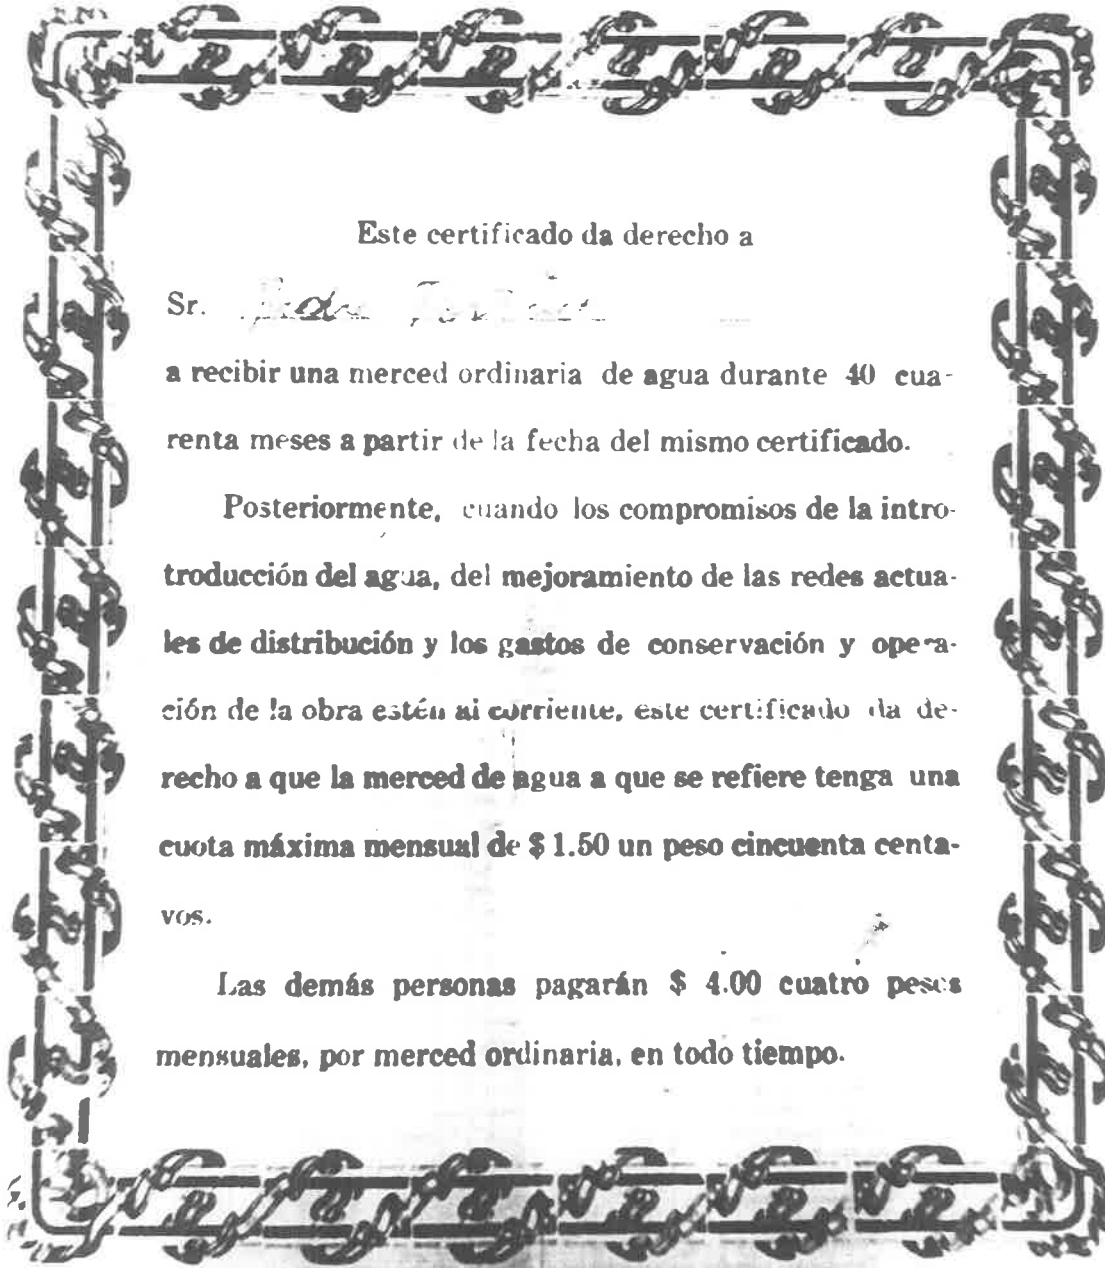 Este certificado da derecho a
Sr. Pedro
a recibir una merced ordinaria de agua durante 40 cua-
renta meses a partir de la fecha del mismo certificado.
Posteriormente, cuando los compromisos de la intro-
troducción del agua, del mejoramiento de las redes actua-
les de distribución y los gastos de conservación y opera-
ción de la obra estén al corriente, este certificado da de-
recho a que la merced de agua a que se refiere tenga una
cuota máxima mensual de $ 1.50 un peso cincuenta centa-
vos.
Las demás personas pagarán $ 4.00 cuatro pesos
mensuales, por merced ordinaria, en todo tiempo.